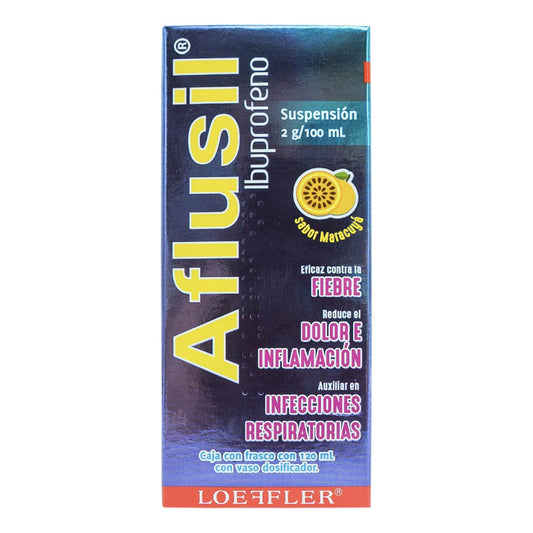 Aflusil®
Ibuprofeno
Suspensión
2 g/100 mL
Sabor Maracuyá
Eficaz contra la
FIEBRE
Reduce el
DOLOR E
INFLAMACIÓN
Auxiliar en
INFECCIONES
RESPIRATORIAS
Caja con frasco con 120 mL
con vaso dosificador.
LOEFFLER®